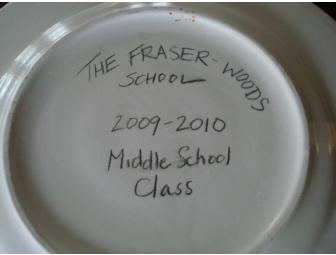 THE FRASER-WOODS
SCHOOL
2009-2010
Middle School
Class